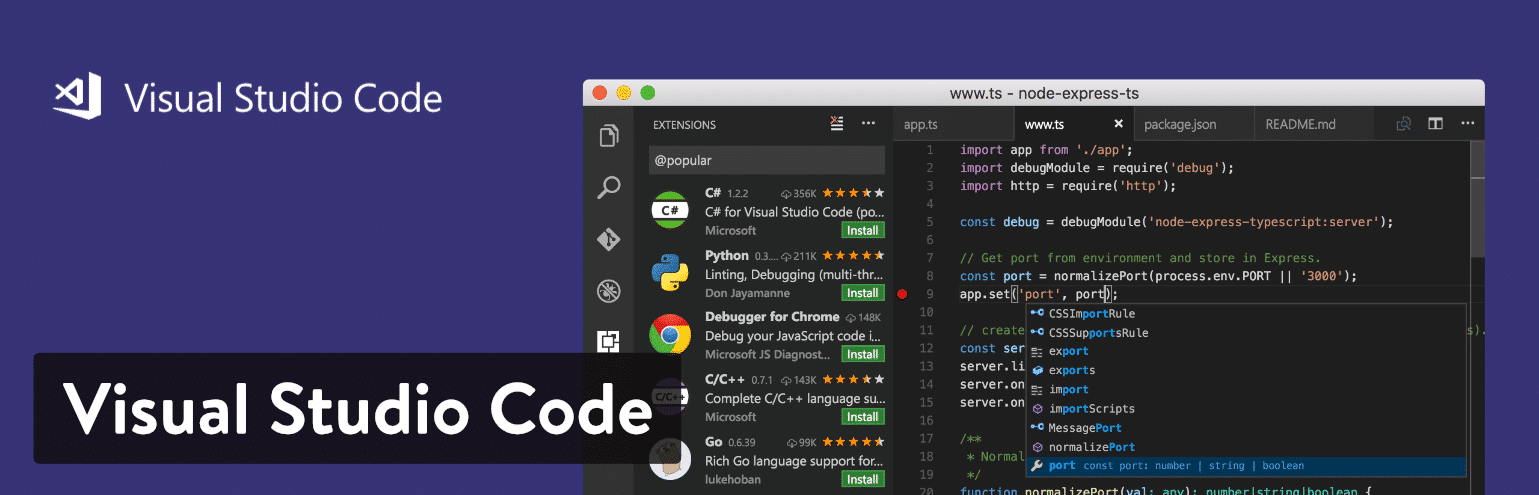 Visual Studio Code
www.ts - node-express-ts
EXTENSIONS
@popular
C# 1.2.2 356K
C# for Visual Studio Code (po...
Microsoft Install
Python 0.3.... 211K
Linting, Debugging (multi-thr...
Don Jayamanne Install
Debugger for Chrome 148K
Debug your JavaScript code i...
Microsoft JS Diagnost... Install
C/C++ 0.7.1 143K
Complete C/C++ language su...
Microsoft Install
Go 0.6.39 99K
Rich Go language support for...
lukehoban Install
C#
C/C++
Visual Studio Code
app.ts www.ts package.json README.md
1 import app from './app';
2 import debugModule = require('debug');
3 import http = require('http');
4
5 const debug = debugModule('node-express-typescript:server');
6
7 // Get port from environment and store in Express.
8 const port = normalizePort(process.env.PORT || '3000');
9 app.set('port', port);
10
11 // create s).
12 const ser
13 server.li
14 server.on
15 server.on
16
17 /**
18 * Normal
19 */
20 function normalizePort(val: any): number|string|boolean {
CSSImportRule
CSSSupportsRule
export
exports
import
importScripts
MessagePort
normalizePort
port const port: number | string | boolean